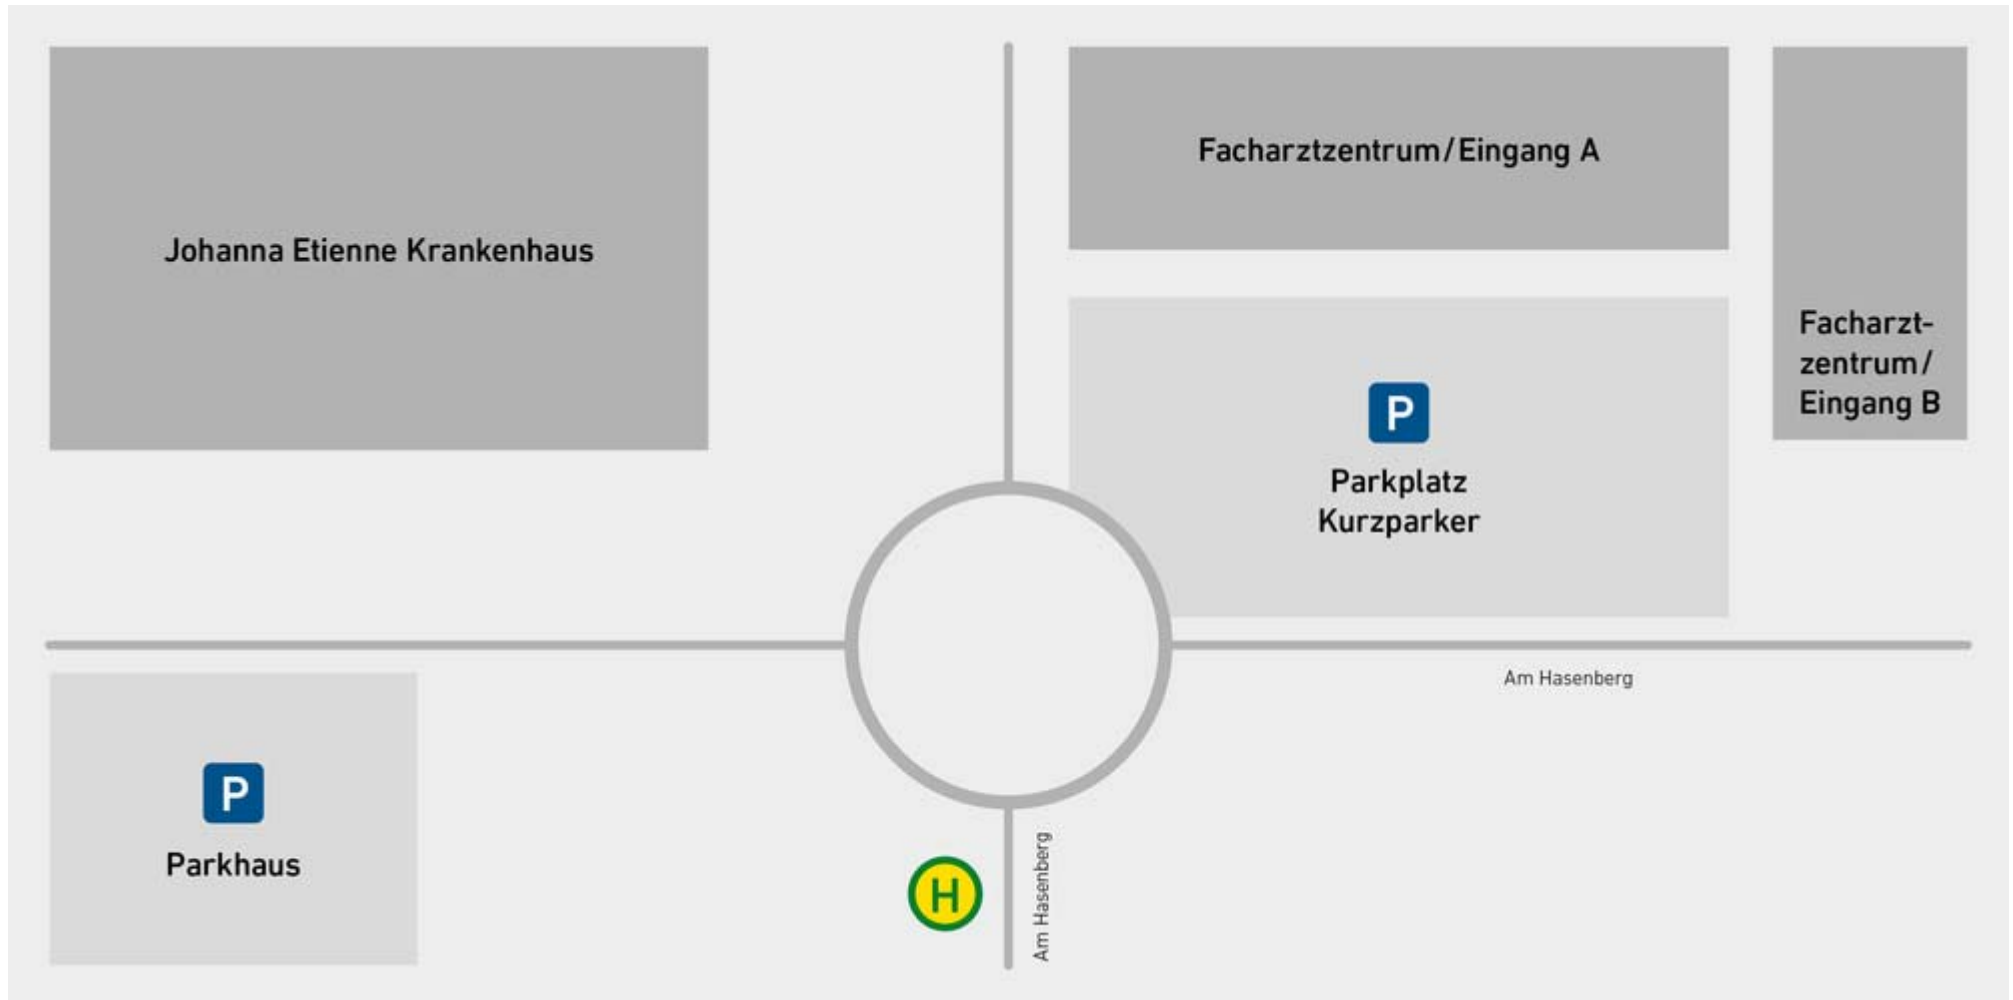 Johanna Etienne Krankenhaus
Facharztzentrum/Eingang A
Facharzt-
zentrum/
Eingang B
P
Parkplatz
Kurzparker
Am Hasenberg
P
Parkhaus
H
Am Hasenberg